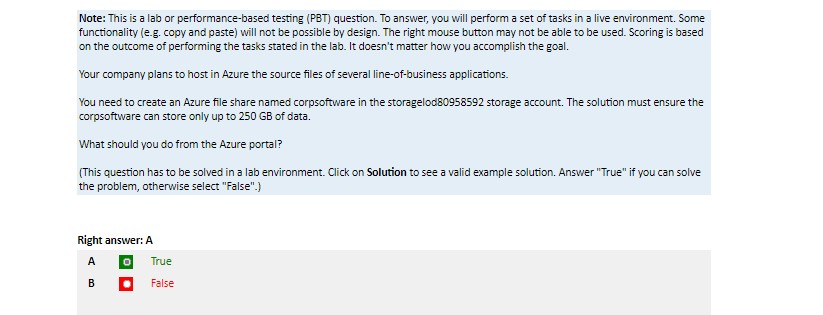 Note: This is a lab or performance-based testing (PBT) question. To answer, you will perform a set of tasks in a live environment. Some
functionality (e.g. copy and paste) will not be possible by design. The right mouse button may not be able to be used. Scoring is based
on the outcome of performing the tasks stated in the lab. It doesn't matter how you accomplish the goal.
Your company plans to host in Azure the source files of several line-of-business applications.
You need to create an Azure file share named corpsoftware in the storagelod80958592 storage account. The solution must ensure the
corpsoftware can store only up to 250 GB of data.
What should you do from the Azure portal?
(This question has to be solved in a lab environment. Click on Solution to see a valid example solution. Answer "True" if you can solve
the problem, otherwise select "False".)
Right answer: A
A True
B False